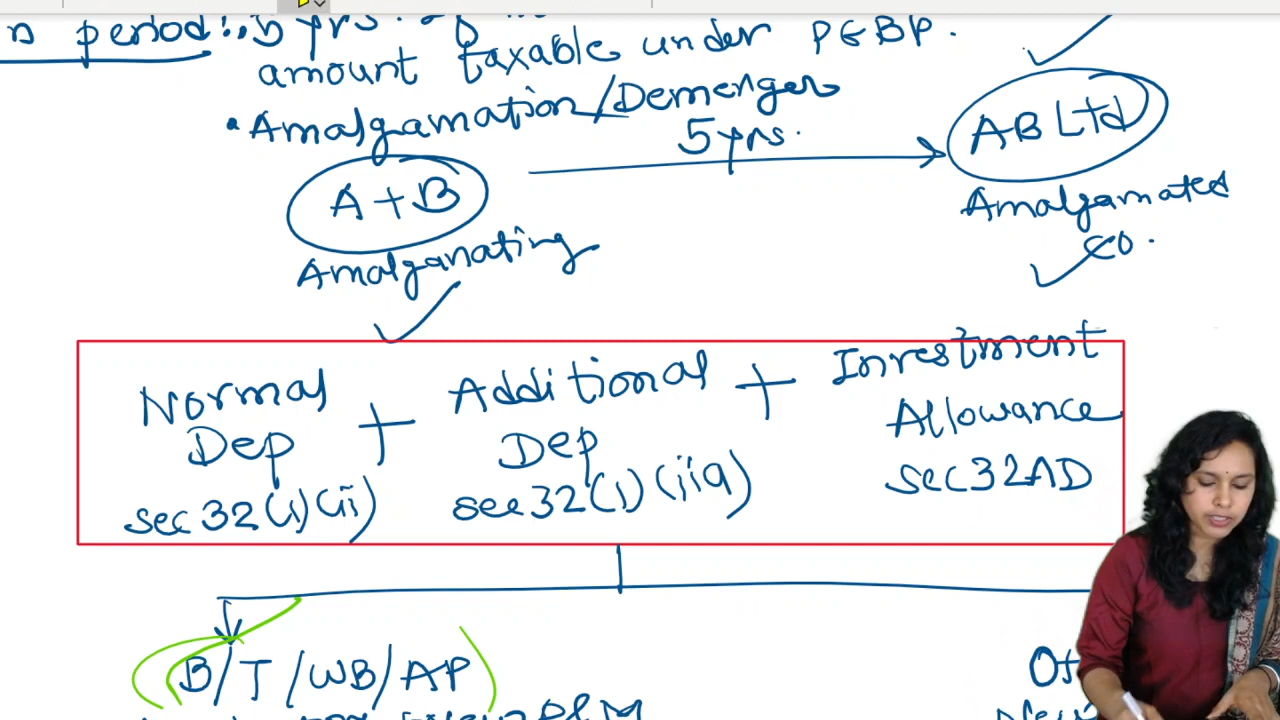 n period:. 5 yrs.
amount taxable under PGBP.
• Amalgamation/Demerger
5 yrs.
AB Ltd
A + B
Amalgamated
co.
Amalganating
Normal + Additional + Investment
Dep Dep Allowance
sec 32(1)(ii) sec 32(1)(iia) sec 32AD
B/T/WB/AP